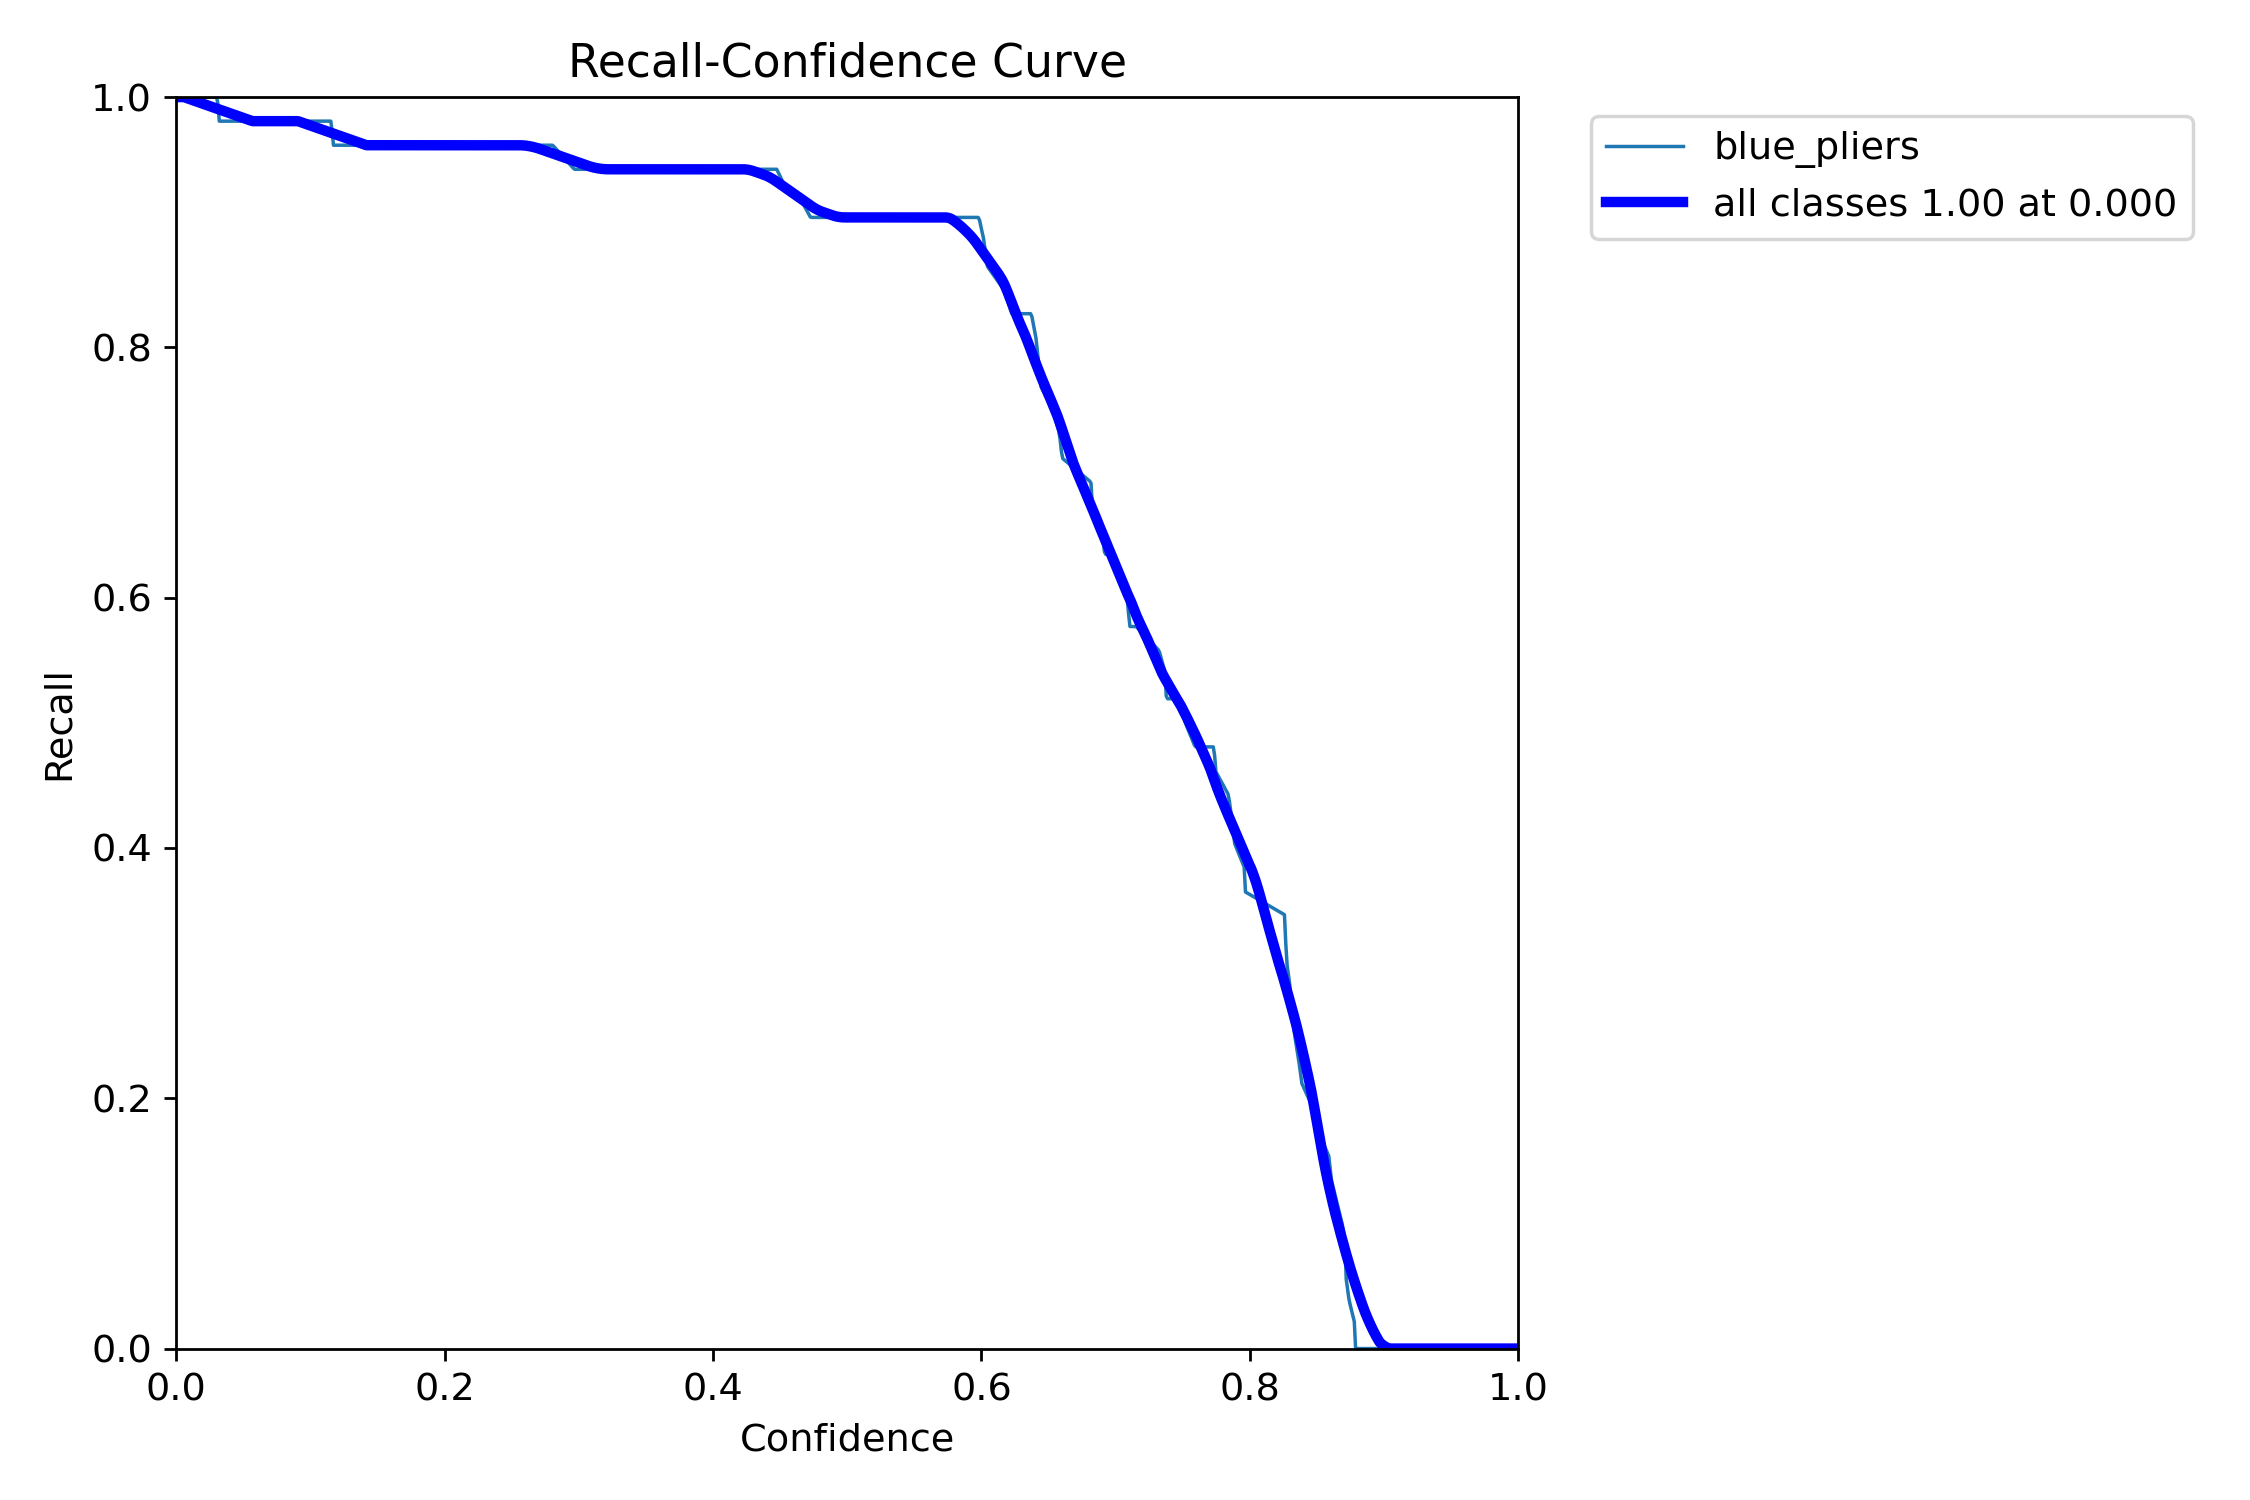 Recall-Confidence Curve
1.0
0.8
0.6
0.4
0.2
0.0
Recall
0.0 0.2 0.4 0.6 0.8 1.0
Confidence
blue_pliers
all classes 1.00 at 0.000